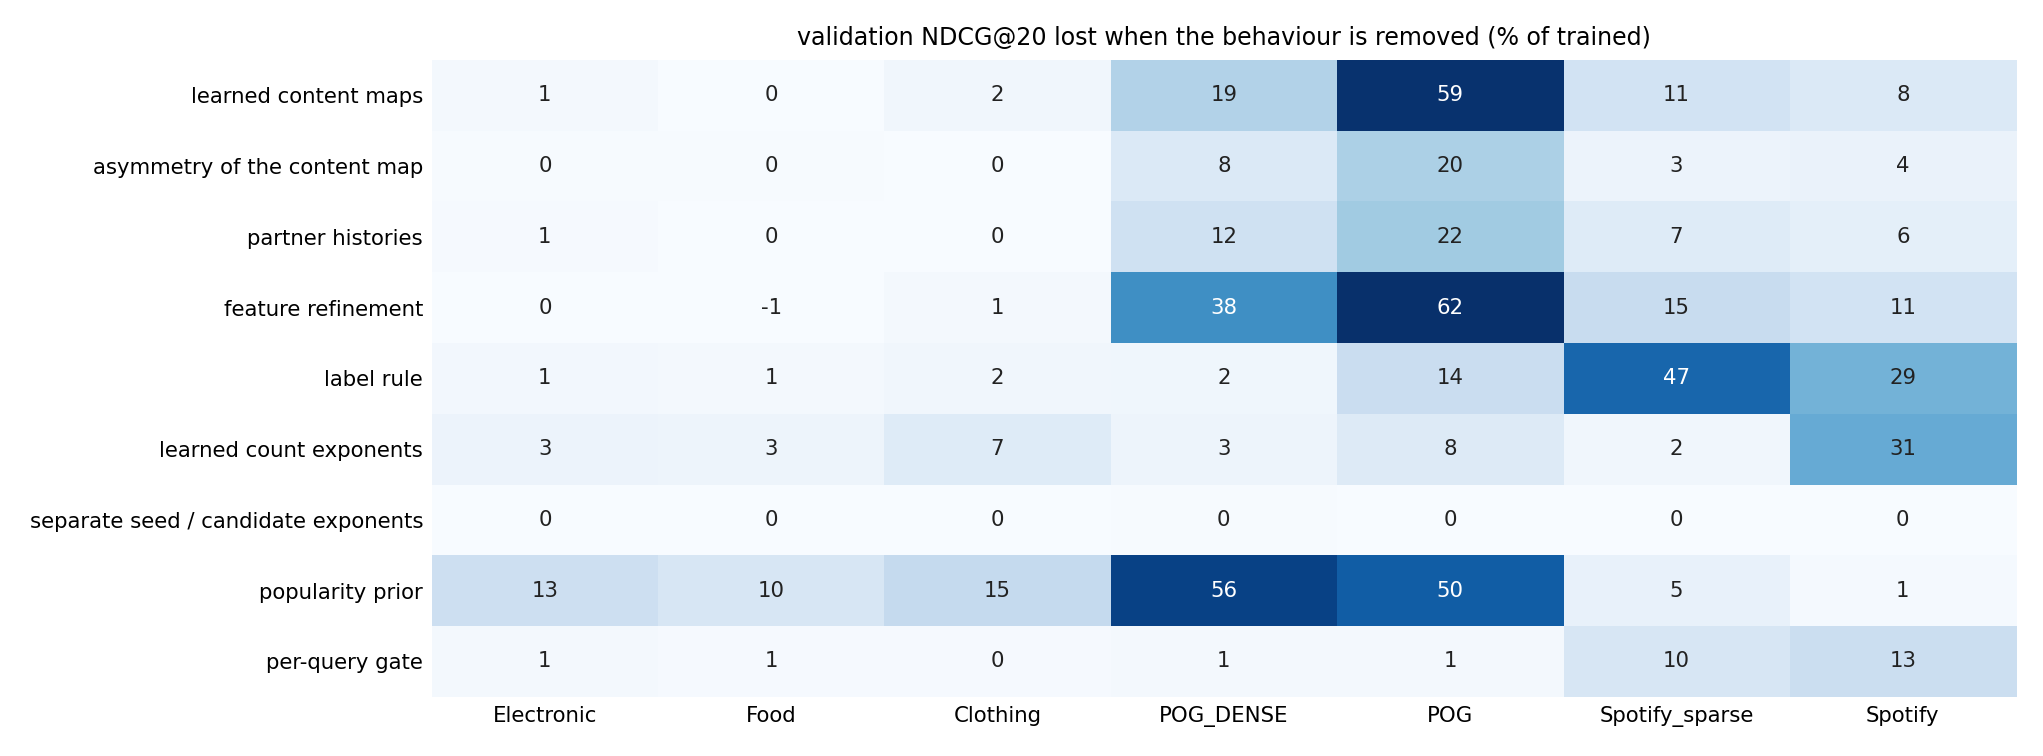 validation NDCG@20 lost when the behaviour is removed (% of trained)
learned content maps 1 0 2 19 59 11 8
asymmetry of the content map 0 0 0 8 20 3 4
partner histories 1 0 0 12 22 7 6
feature refinement 0 -1 1 38 62 15 11
label rule 1 1 2 2 14 47 29
learned count exponents 3 3 7 3 8 2 31
separate seed / candidate exponents 0 0 0 0 0 0 0
popularity prior 13 10 15 56 50 5 1
per-query gate 1 1 0 1 1 10 13
Electronic Food Clothing POG_DENSE POG Spotify_sparse Spotify